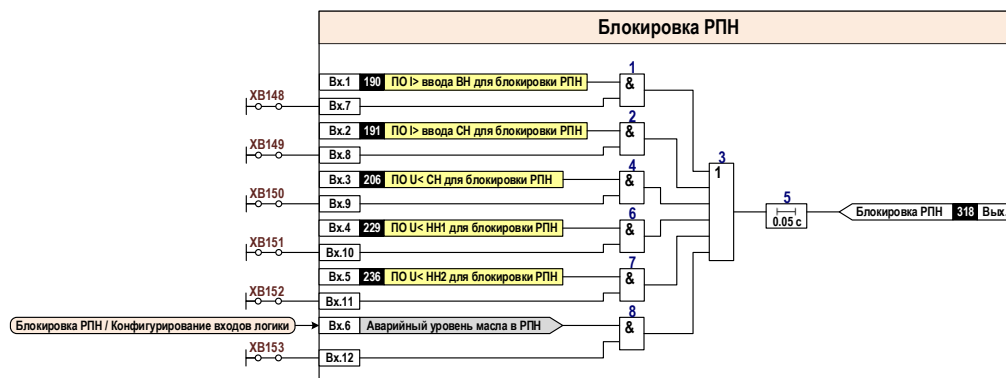 Блокировка РПН
1
Вх.1 190 ПО I> ввода ВН для блокировки РПН &
XB148
Вх.7
2
Вх.2 191 ПО I> ввода СН для блокировки РПН &
XB149
Вх.8
3
1
4
Вх.3 206 ПО U< СН для блокировки РПН &
XB150
Вх.9
5
0.05 с
Блокировка РПН 318 Вых.
6
Вх.4 229 ПО U< НН1 для блокировки РПН &
XB151
Вх.10
7
Вх.5 236 ПО U< НН2 для блокировки РПН &
XB152
Вх.11
8
Блокировка РПН / Конфигурирование входов логики Вх.6 Аварийный уровень масла в РПН &
XB153
Вх.12